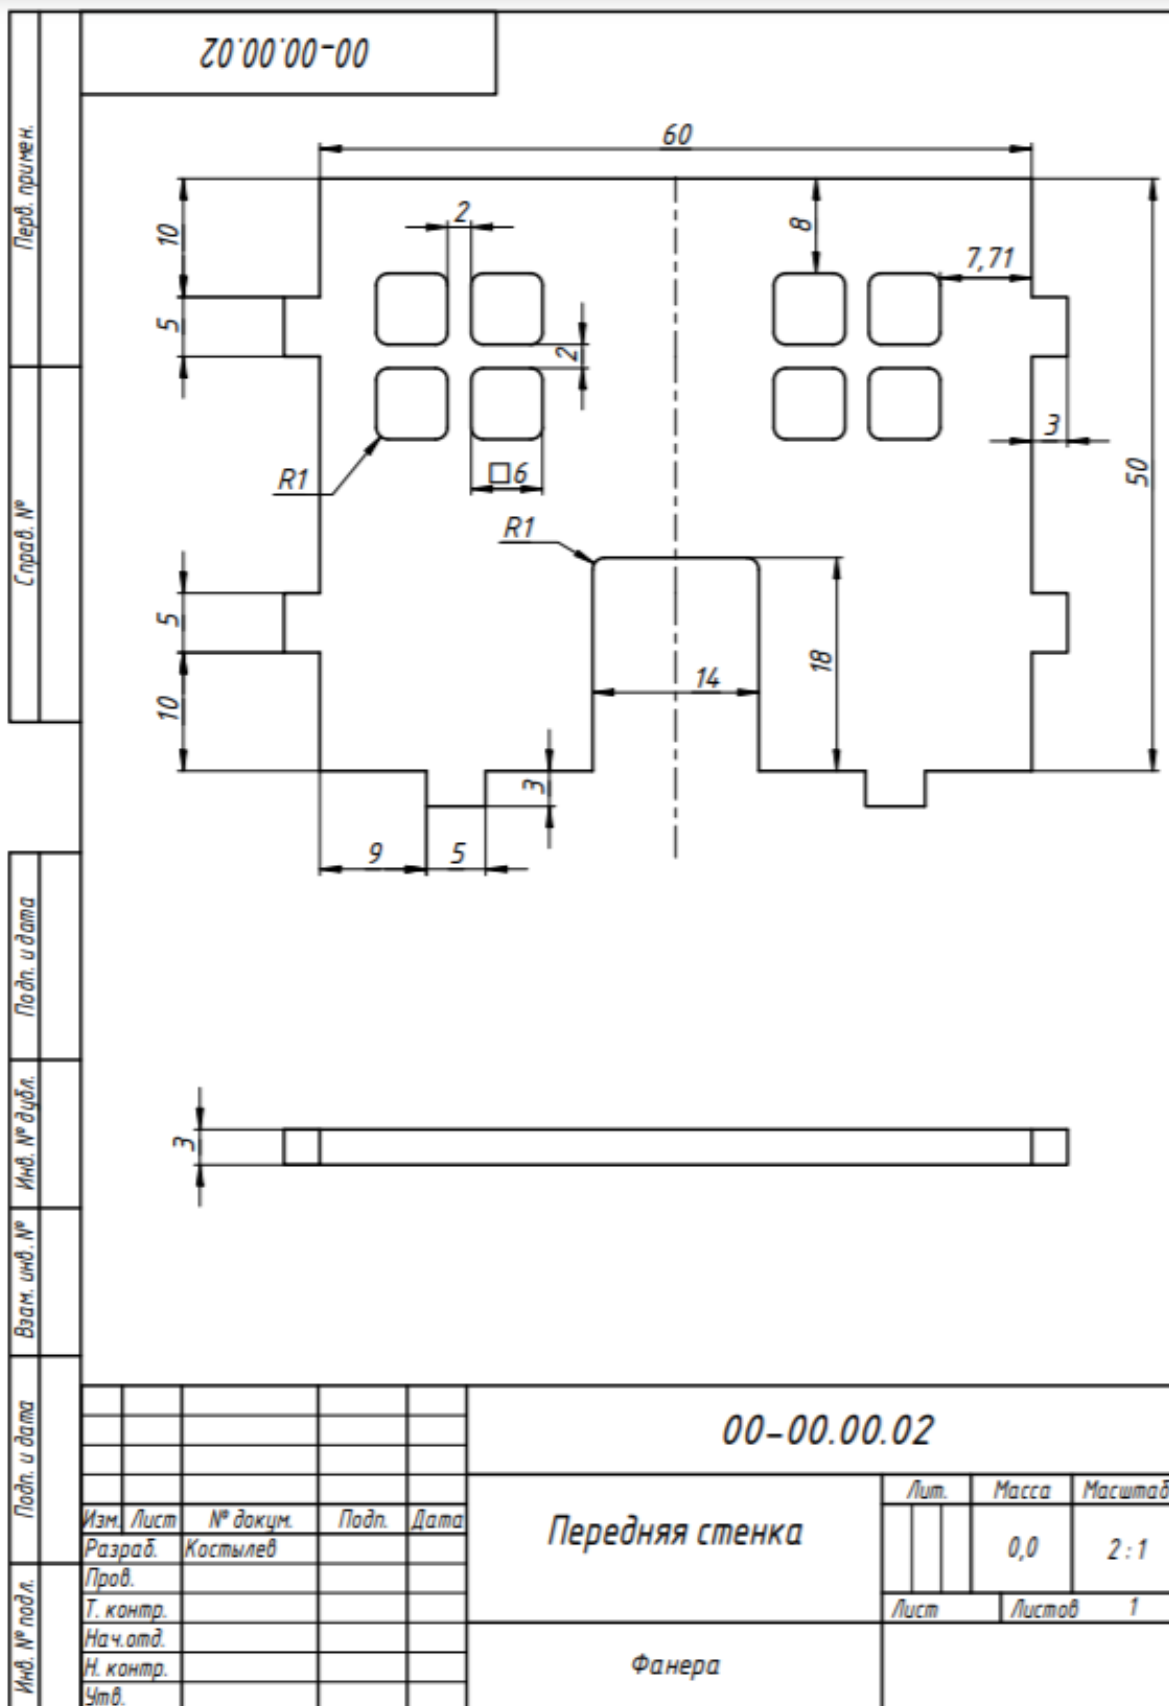 00-00.00.02
Перв. примен.
Справ. №
Подп. и дата
Инв. № дубл.
Взам. инв. №
Подп. и дата
Инв. № подл.
60
10
2
8
7,71
5
2
3
R1
□6
50
R1
5
18
14
10
3
9
5
3
00-00.00.02
Изм. Лист № докум. Подп. Дата
Разраб. Костылев
Пров.
Т. контр.
Нач.отд.
Н. контр.
Утв.
Передняя стенка
Лит. Масса Масштаб
0,0 2:1
Лист Листов 1
Фанера